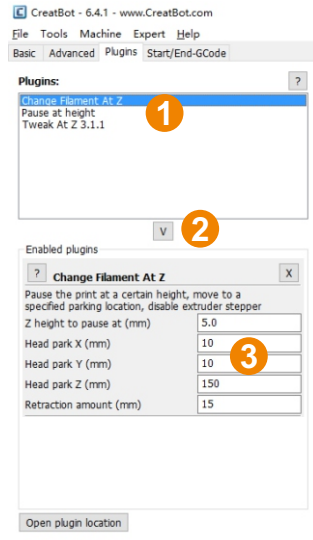 CreatBot - 6.4.1 - www.CreatBot.com
File Tools Machine Expert Help
Basic Advanced Plugins Start/End-GCode
Plugins: ?
Change Filament At Z
Pause at height
Tweak At Z 3.1.1
1
V 2
Enabled plugins
? Change Filament At Z X
Pause the print at a certain height, move to a
specified parking location, disable extruder stepper
Z height to pause at (mm) 5.0
Head park X (mm) 10
Head park Y (mm) 10
3
Head park Z (mm) 150
Retraction amount (mm) 15
Open plugin location